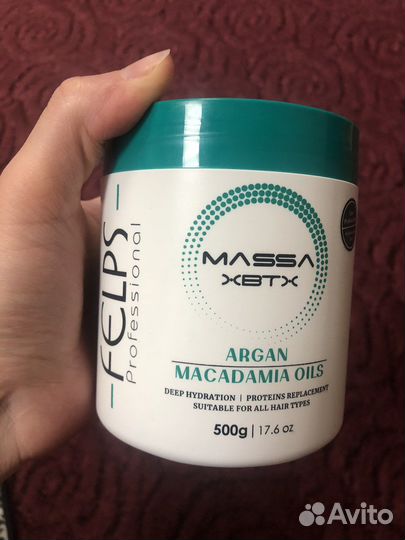 FELPS
Professional
MASSA
XBTX
ARGAN
MACADAMIA OILS
DEEP HYDRATION | PROTEINS REPLACEMENT
SUITABLE FOR ALL HAIR TYPES
500g | 17.6 oz
Avito